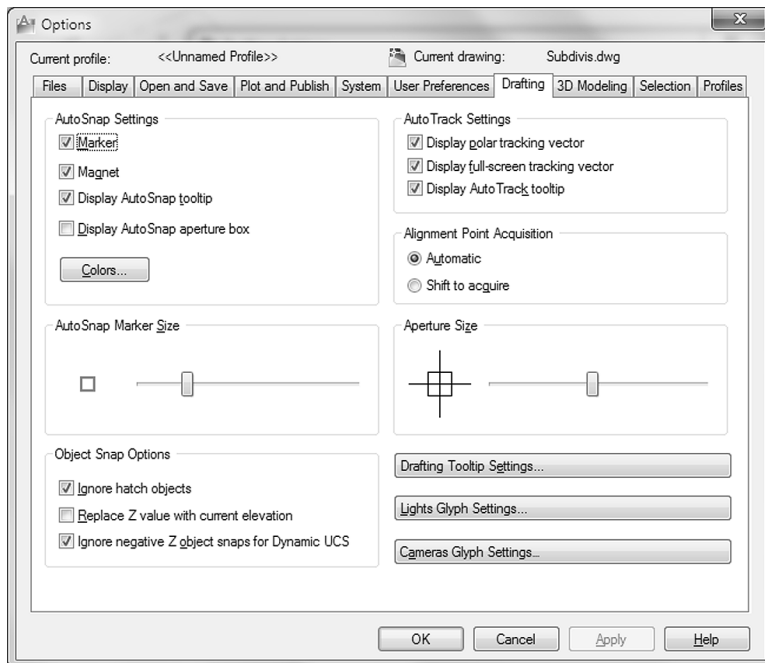 Options
Current profile: <<Unnamed Profile>> Current drawing: Subdivis.dwg
Files Display Open and Save Plot and Publish System User Preferences Drafting 3D Modeling Selection Profiles
AutoSnap Settings
Marker
Magnet
Display AutoSnap tooltip
Display AutoSnap aperture box
Colors...
AutoTrack Settings
Display polar tracking vector
Display full-screen tracking vector
Display AutoTrack tooltip
Alignment Point Acquisition
Automatic
Shift to acquire
AutoSnap Marker Size
Aperture Size
Object Snap Options
Ignore hatch objects
Replace Z value with current elevation
Ignore negative Z object snaps for Dynamic UCS
Drafting Tooltip Settings...
Lights Glyph Settings...
Cameras Glyph Settings...
OK Cancel Apply Help